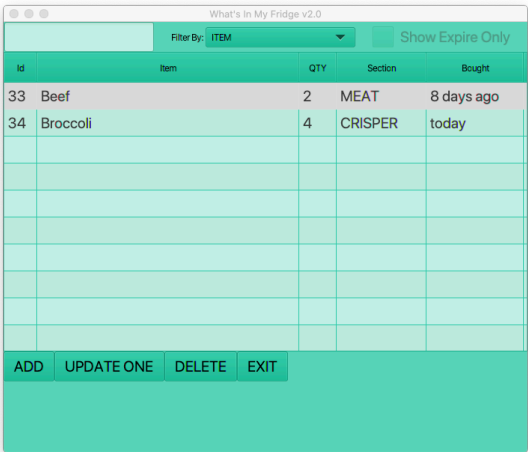 What's In My Fridge v2.0
Filter By: ITEM Show Expire Only
Id Item QTY Section Bought
33 Beef 2 MEAT 8 days ago
34 Broccoli 4 CRISPER today
ADD UPDATE ONE DELETE EXIT